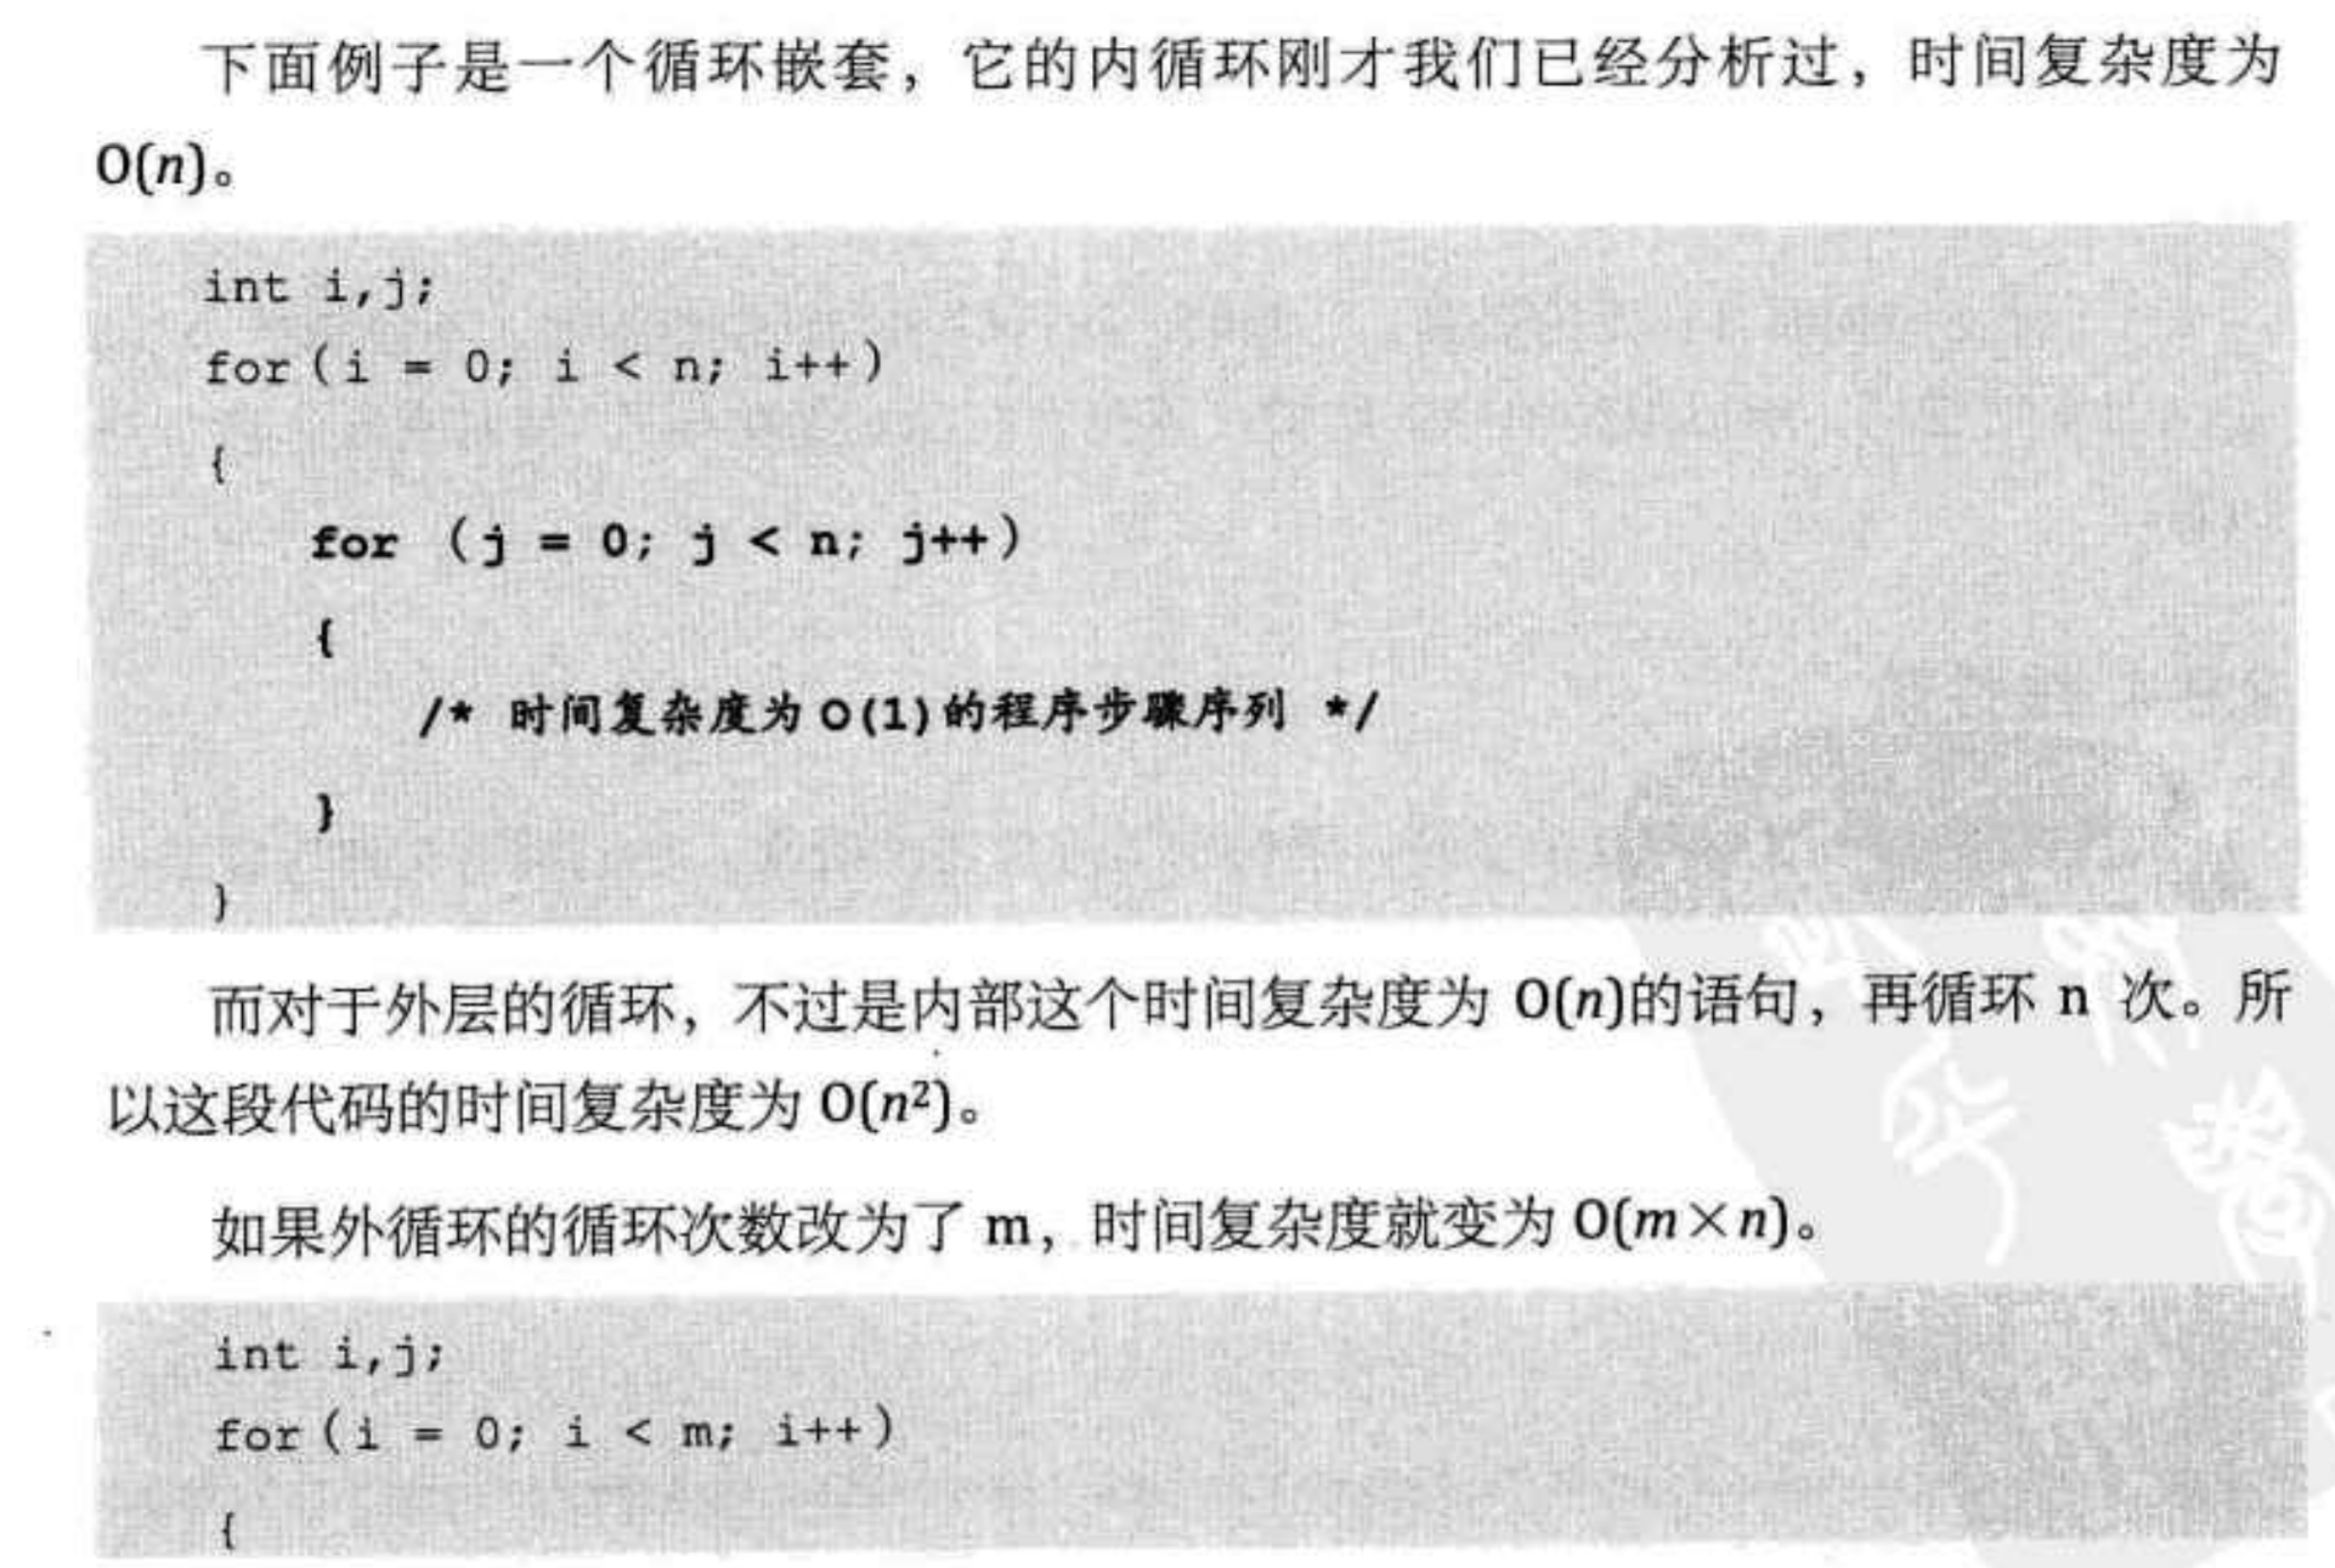 下面例子是一个循环嵌套，它的内循环刚才我们已经分析过，时间复杂度为
O(n)。
int i,j;
for(i = 0; i < n; i++)
{
for (j = 0; j < n; j++)
{
/* 时间复杂度为O(1)的程序步骤序列 */
}
}
而对于外层的循环，不过是内部这个时间复杂度为 O(n)的语句，再循环 n 次。所
以这段代码的时间复杂度为 O(n²)。
如果外循环的循环次数改为了 m，时间复杂度就变为 O(m×n)。
int i,j;
for(i = 0; i < m; i++)
{